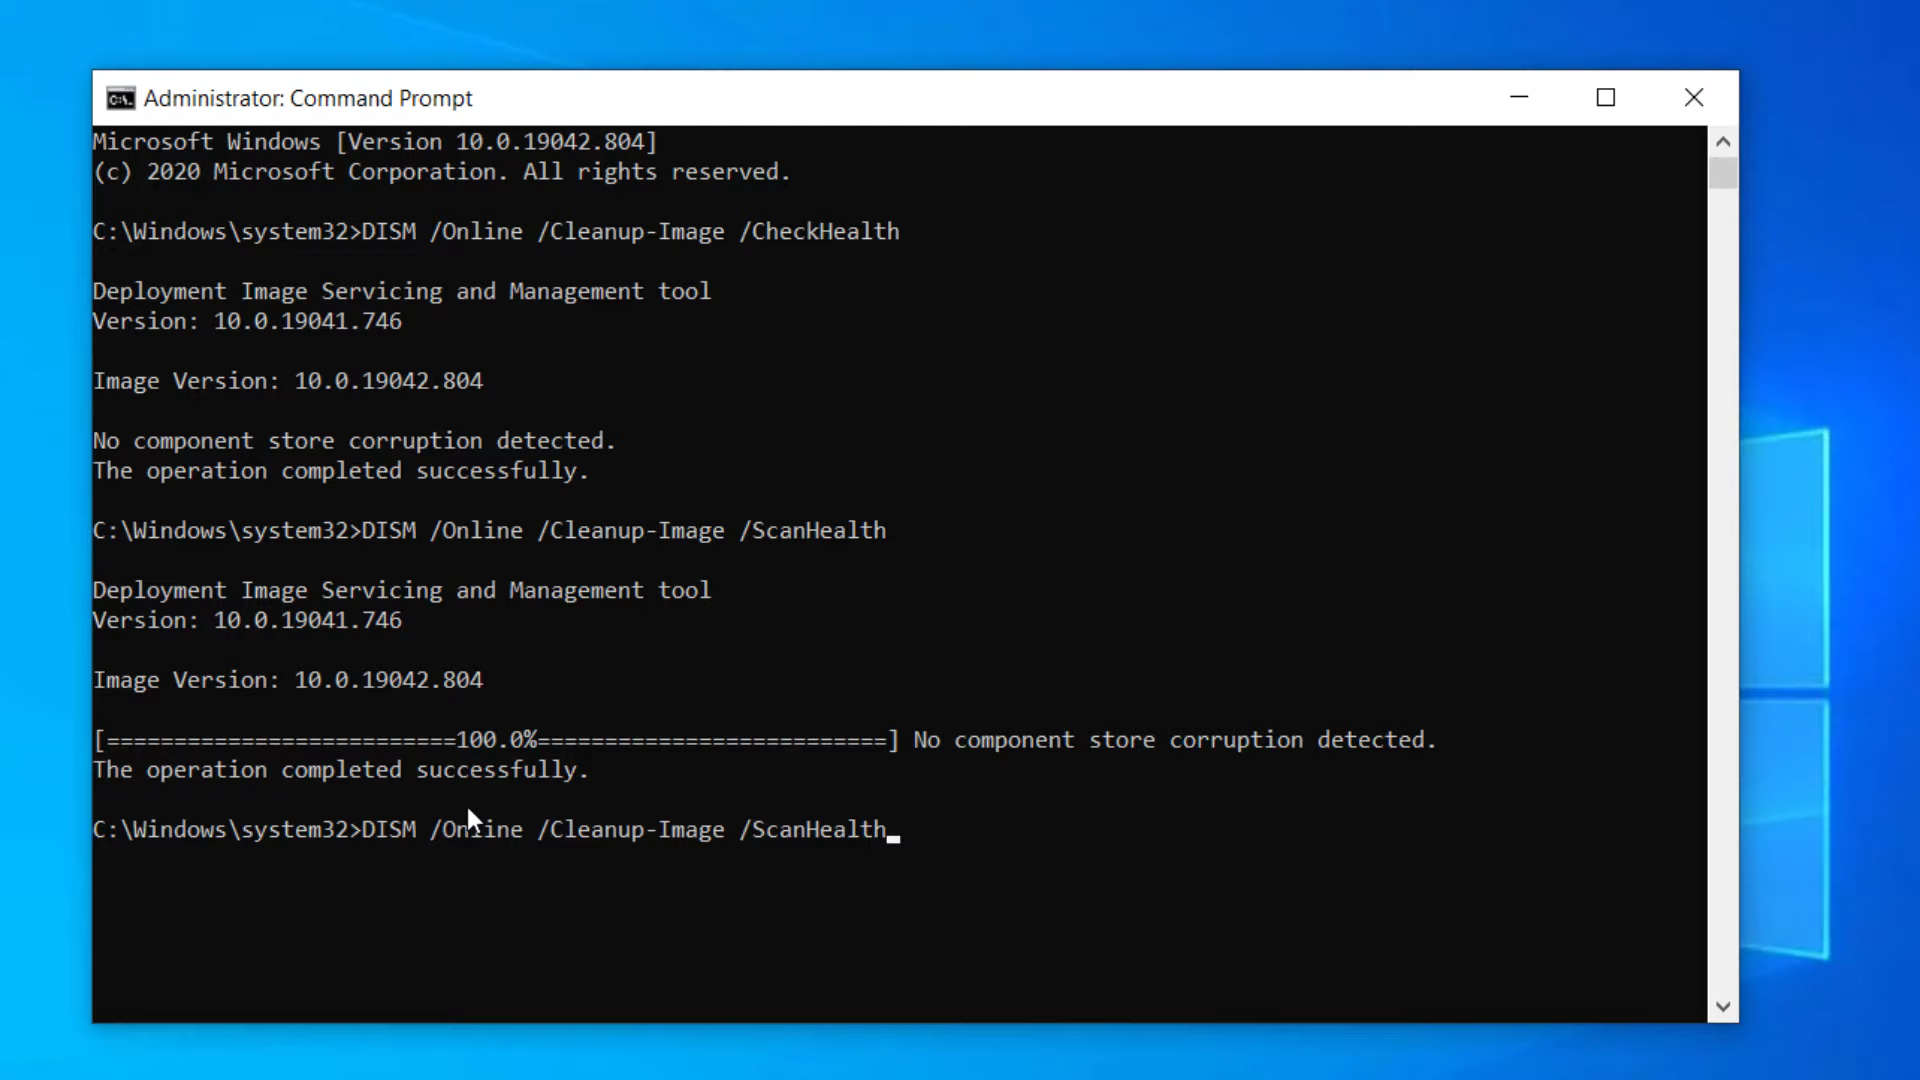 Administrator: Command Prompt
Microsoft Windows [Version 10.0.19042.804]
(c) 2020 Microsoft Corporation. All rights reserved.
C:\Windows\system32>DISM /Online /Cleanup-Image /CheckHealth
Deployment Image Servicing and Management tool
Version: 10.0.19041.746
Image Version: 10.0.19042.804
No component store corruption detected.
The operation completed successfully.
C:\Windows\system32>DISM /Online /Cleanup-Image /ScanHealth
Deployment Image Servicing and Management tool
Version: 10.0.19041.746
Image Version: 10.0.19042.804
[==========================100.0%==========================] No component store corruption detected.
The operation completed successfully.
C:\Windows\system32>DISM /Online /Cleanup-Image /ScanHealth